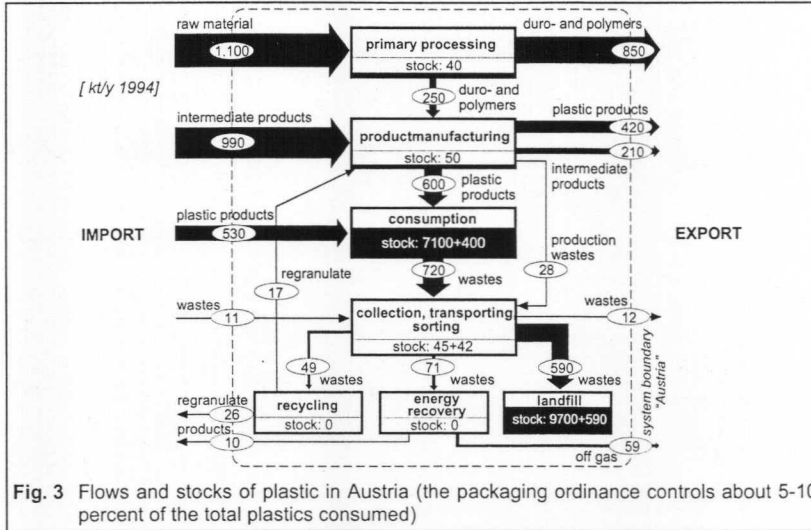 raw material
1.100
primary processing
stock: 40
duro- and polymers
850
[ kt/y 1994]
250
duro- and
polymers
intermediate products
990
productmanufacturing
stock: 50
plastic products
420
210
intermediate
products
600
plastic
products
IMPORT
plastic products
530
consumption
stock: 7100+400
EXPORT
regranulate
17
720
wastes
production
wastes
28
wastes
11
collection, transporting,
sorting
stock: 45+42
wastes
12
49
wastes
71
wastes
590
wastes
regranulate
26
recycling
stock: 0
energy
recovery
stock: 0
landfill
stock: 9700+590
system boundary
"Austria"
products
10
off gas
59
Fig. 3 Flows and stocks of plastic in Austria (the packaging ordinance controls about 5-10
percent of the total plastics consumed)